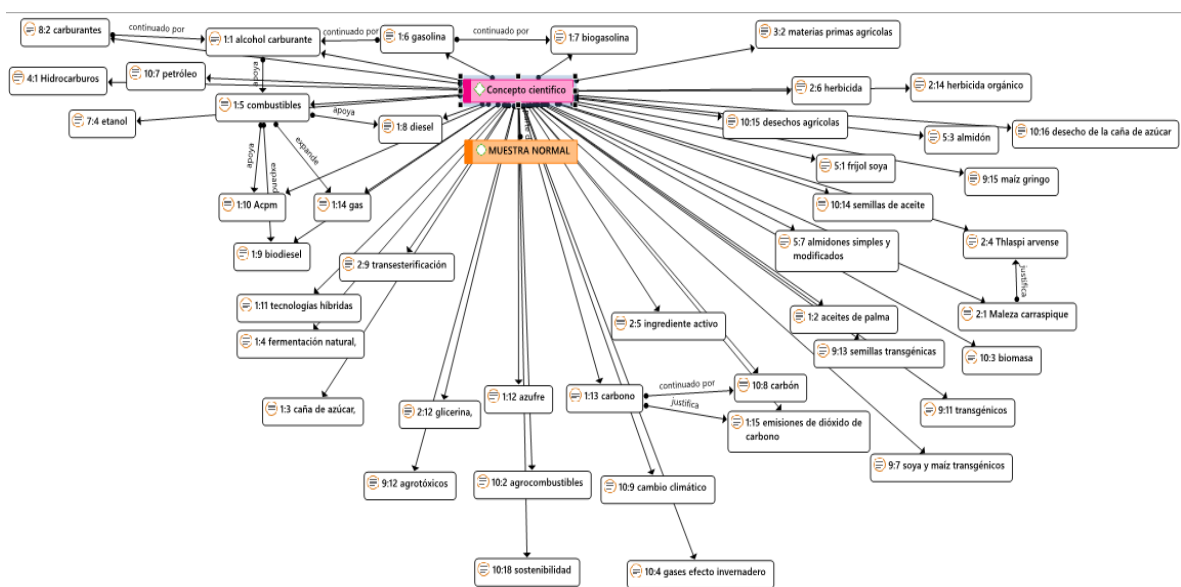 8:2 carburantes
continuado por
1:1 alcohol carburante
continuado por
1:6 gasolina
continuado por
1:7 biogasolina
3:2 materias primas agrícolas
4:1 Hidrocarburos
10:7 petróleo
apoya
Concepto científico
2:6 herbicida
2:14 herbicida orgánico
1:5 combustibles
apoya
7:4 etanol
1:8 diesel
10:15 desechos agrícolas
5:3 almidón
10:16 desecho de la caña de azúcar
MUESTRA NORMAL
apoya
expande
5:1 fríjol soya
9:15 maíz gringo
1:10 Acpm
1:14 gas
10:14 semillas de aceite
1:9 biodiesel
2:9 transesterificación
5:7 almidones simples y
modificados
2:4 Thlaspi arvense
justifica
1:11 tecnologías híbridas
2:5 ingrediente activo
1:2 aceites de palma
2:1 Maleza carraspique
1:4 fermentación natural,
9:13 semillas transgénicas
10:3 biomasa
1:3 caña de azúcar,
2:12 glicerina,
1:12 azufre
1:13 carbono
continuado por
10:8 carbón
justifica
1:15 emisiones de dióxido de
carbono
9:11 transgénicos
9:7 soya y maíz transgénicos
9:12 agrotóxicos
10:2 agrocombustibles
10:9 cambio climático
10:18 sostenibilidad
10:4 gases efecto invernadero